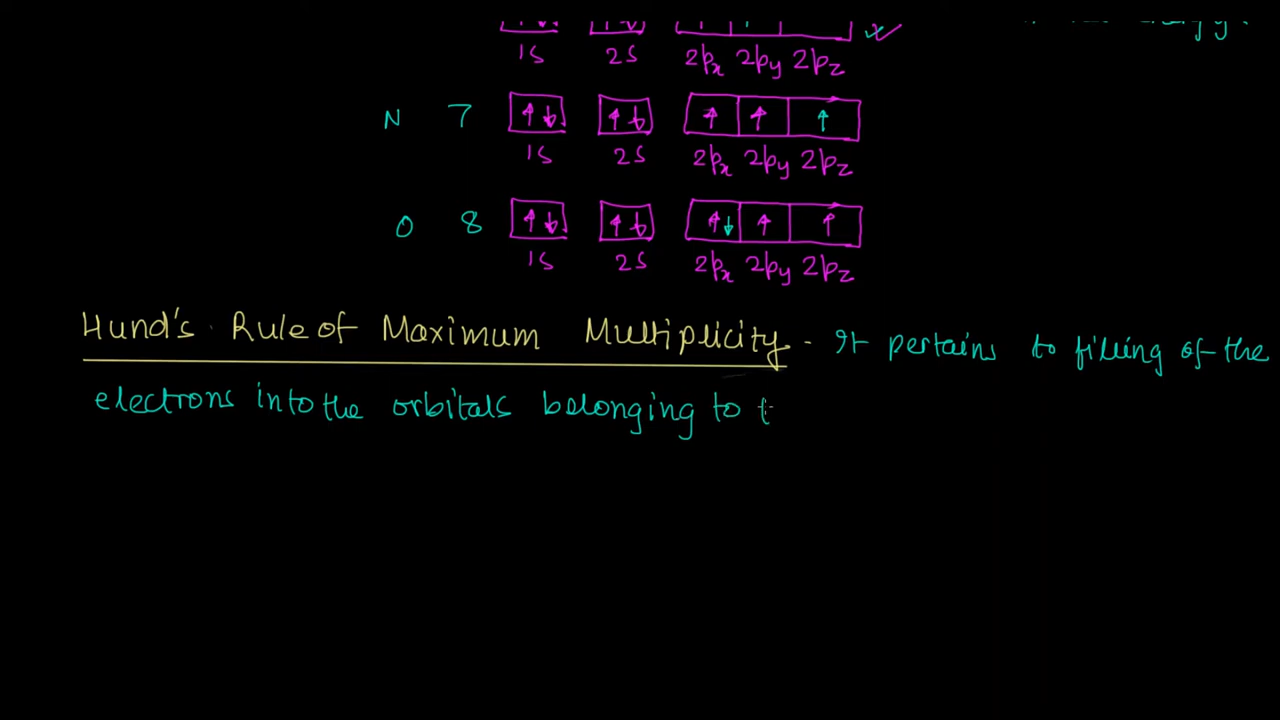 1s 2s 2px 2py 2pz
N 7 ↑↓ ↑↓ ↑ ↑ ↑
1s 2s 2px 2py 2pz
O 8 ↑↓ ↑↓ ↑↓ ↑ ↑
1s 2s 2px 2py 2pz
Hund's Rule of Maximum Multiplicity - It pertains to filling of the
electrons into the orbitals belonging to t